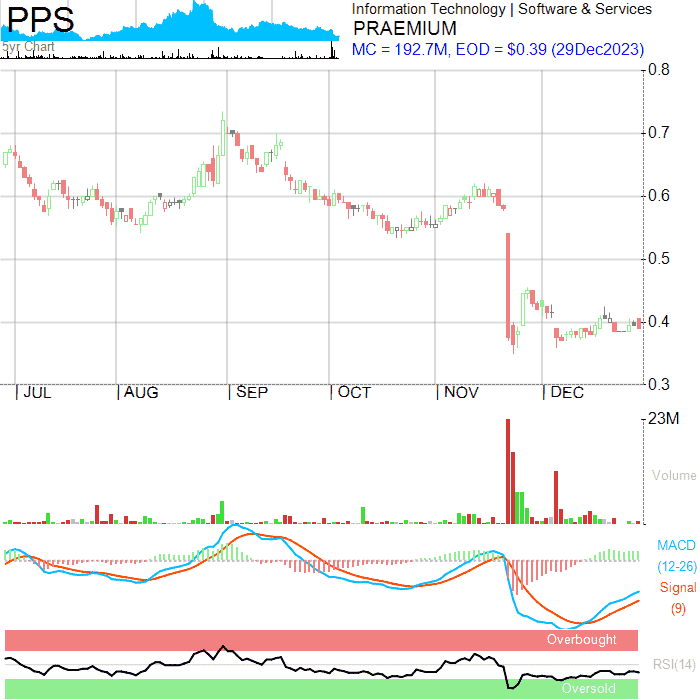 PPS
5yr Chart
Information Technology | Software & Services
PRAEMIUM
MC = 192.7M, EOD = $0.39 (29Dec2023)
0.8
0.7
0.6
0.5
0.4
0.3
JUL AUG SEP OCT NOV DEC
23M
Volume
MACD
(12-26)
Signal
(9)
Overbought
RSI(14)
Oversold